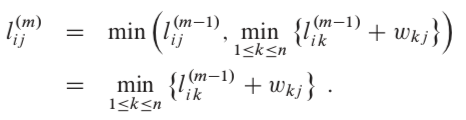 l_{ij}^{(m)} = min ( l_{ij}^{(m−1)}, min_{1≤k≤n} { l_{ik}^{(m−1)} + w_{kj} } )
= min_{1≤k≤n} { l_{ik}^{(m−1)} + w_{kj} } .